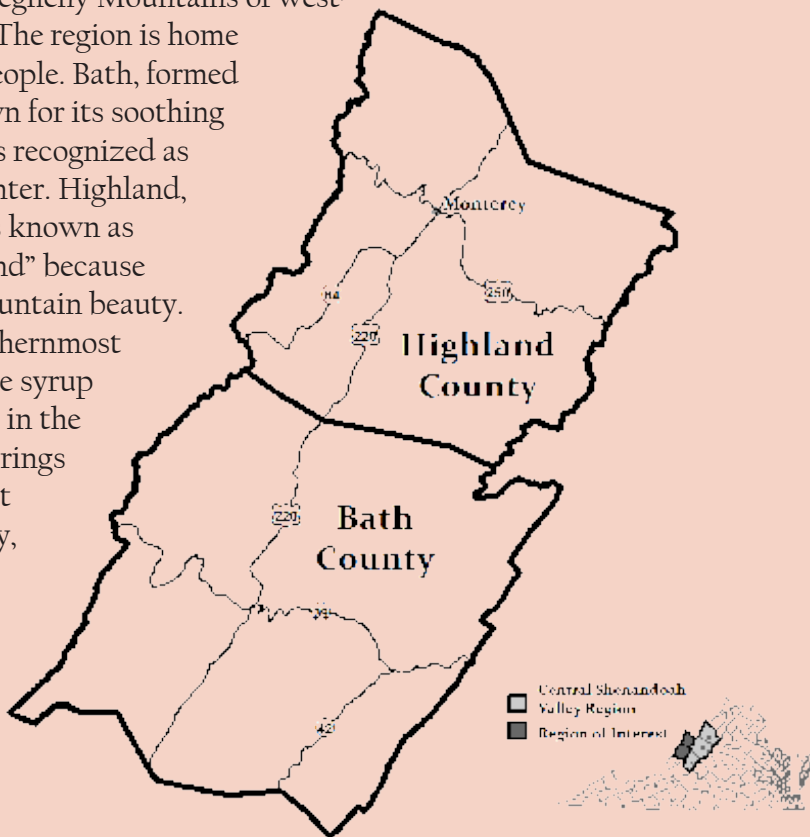 egheny Mountains of west-
The region is home
eople. Bath, formed
wn for its soothing
s recognized as
nter. Highland,
s known as
nd” because
untain beauty.
hernmost
e syrup
in the
rings
t
y,
Monterey
84
250
220
Highland
County
220
Bath
County
39
42
Central Shenandoah
Valley Region
Region of Interest